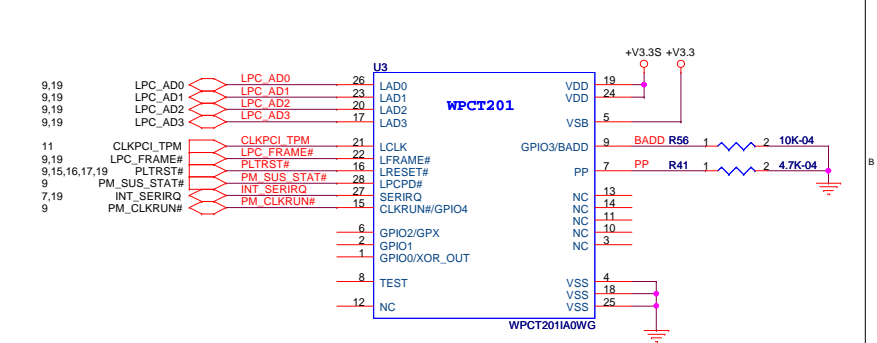 +V3.3S +V3.3
U3
9,19 LPC_AD0 LPC_AD0 26 LAD0 VDD 19
9,19 LPC_AD1 LPC_AD1 23 LAD1 WPCT201 VDD 24
9,19 LPC_AD2 LPC_AD2 20 LAD2
9,19 LPC_AD3 LPC_AD3 17 LAD3 VSB 5
11 CLKPCI_TPM CLKPCI_TPM 21 LCLK GPIO3/BADD 9 BADD R56 1 2 10K-04
9,19 LPC_FRAME# LPC_FRAME# 22 LFRAME#
9,15,16,17,19 PLTRST# PLTRST# 16 LRESET# PP 7 PP R41 1 2 4.7K-04
9 PM_SUS_STAT# PM_SUS_STAT# 28 LPCPD#
7,19 INT_SERIRQ INT_SERIRQ 27 SERIRQ NC 13
9 PM_CLKRUN# PM_CLKRUN# 15 CLKRUN#/GPIO4 NC 14
NC 11
6 GPIO2/GPX NC 10
2 GPIO1 NC 3
1 GPIO0/XOR_OUT
8 TEST VSS 4
VSS 18
12 NC VSS 25
WPCT201IA0WG
B